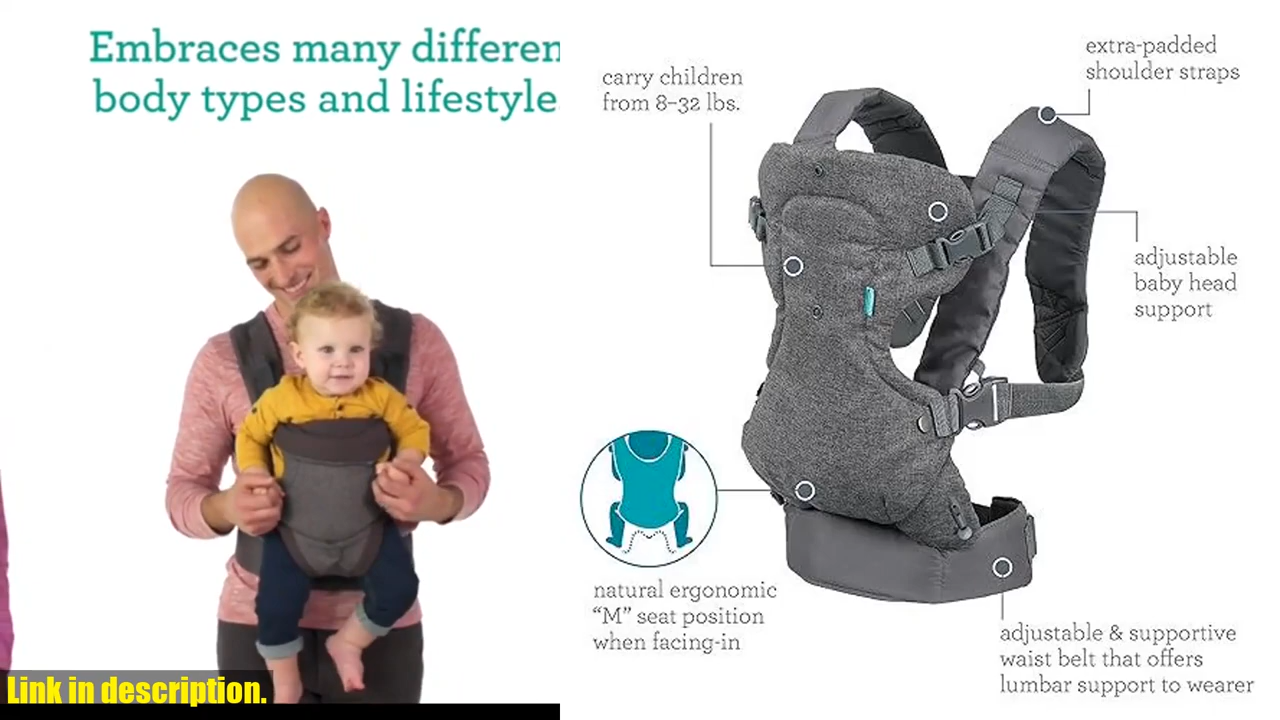 Embraces many differen
body types and lifestyle
carry children
from 8–32 lbs.
extra-padded
shoulder straps
adjustable
baby head
support
natural ergonomic
“M” seat position
when facing-in
adjustable & supportive
waist belt that offers
lumbar support to wearer
Link in description.